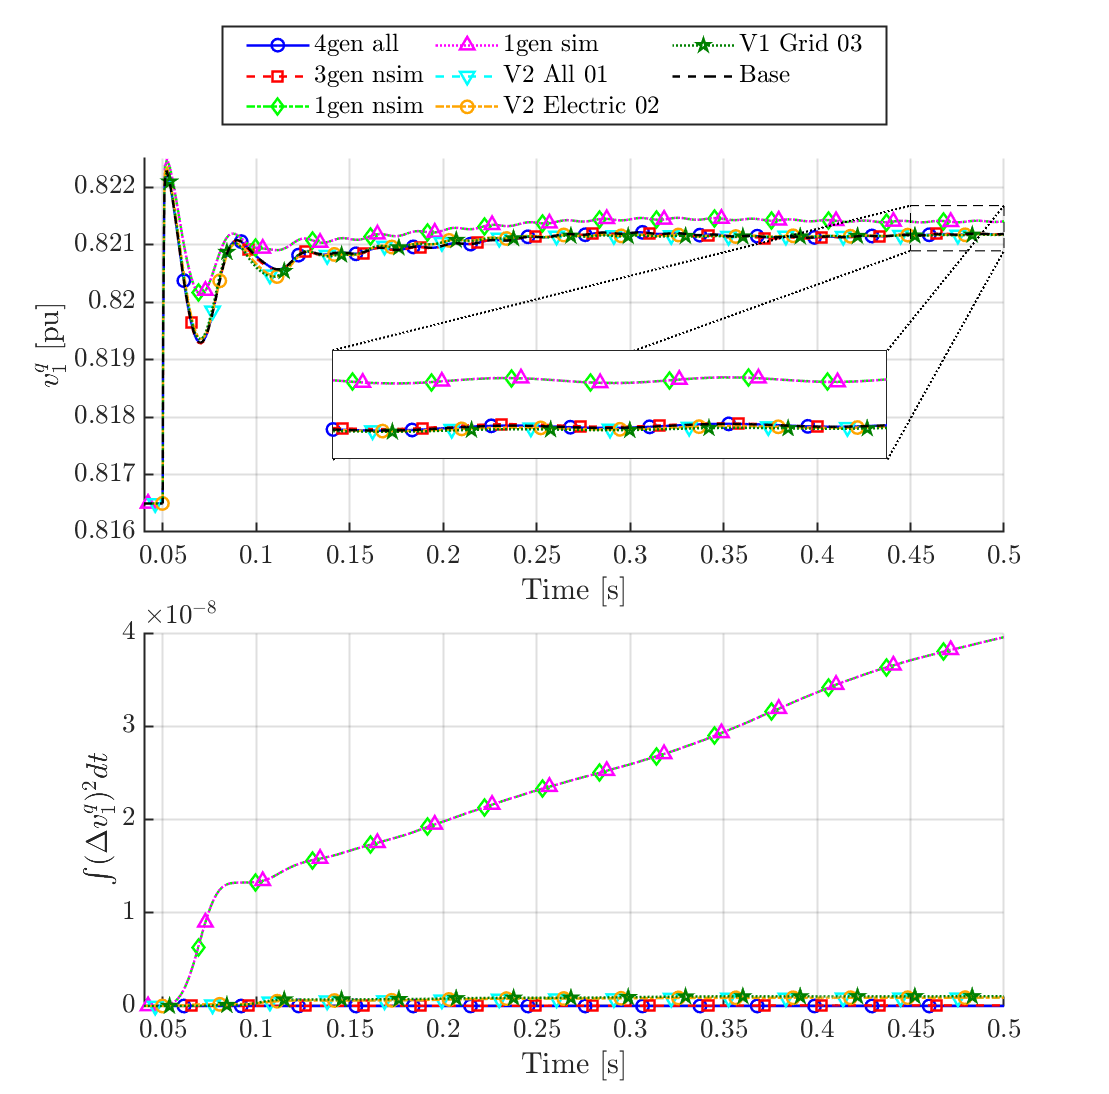 4gen all 1gen sim V1 Grid 03
3gen nsim V2 All 01 Base
1gen nsim V2 Electric 02
0.822
0.821
0.82
0.819
0.818
0.817
0.816
v₁^q [pu]
0.05 0.1 0.15 0.2 0.25 0.3 0.35 0.4 0.45 0.5
Time [s]
×10⁻⁸
4
3
2
1
0
∫(Δv₁^q)²dt
0.05 0.1 0.15 0.2 0.25 0.3 0.35 0.4 0.45 0.5
Time [s]